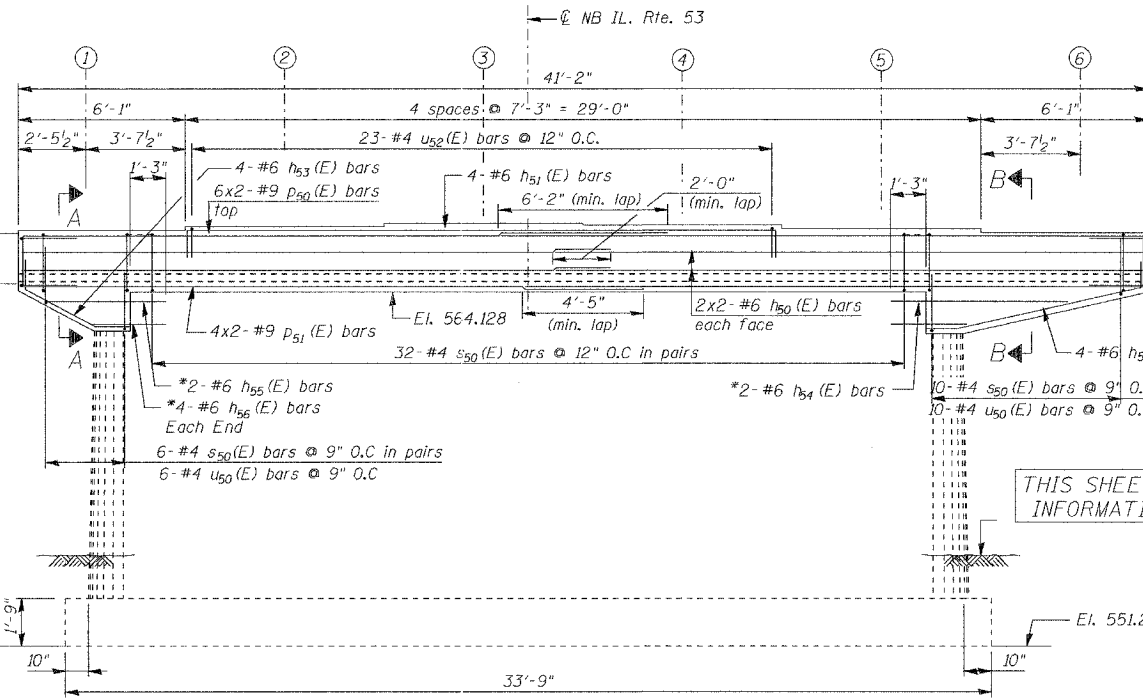 ℄ NB IL. Rte. 53
1 2 3 4 5 6
41'-2"
6'-1" 4 spaces @ 7'-3" = 29'-0" 6'-1"
2'-5½" 3'-7½" 23-#4 u52(E) bars @ 12" O.C. 3'-7½"
1'-3" 4-#6 h53(E) bars 4-#6 h51(E) bars 2'-0" 1'-3"
6x2-#9 p50(E) bars 6'-2" (min. lap) (min. lap)
top
A B
4x2-#9 p51(E) bars El. 564.128 4'-5" 2x2-#6 h50(E) bars
(min. lap) each face
A 32-#4 s50(E) bars @ 12" O.C in pairs B 4-#6
*2-#6 h55(E) bars *2-#6 h54(E) bars 10-#4 s50(E) bars @ 9"
*4-#6 h56(E) bars 10-#4 u50(E) bars @ 9"
Each End
6-#4 s50(E) bars @ 9" O.C in pairs
6-#4 u50(E) bars @ 9" O.C
THIS
1'-9" El.
10" 10"
33'-9"